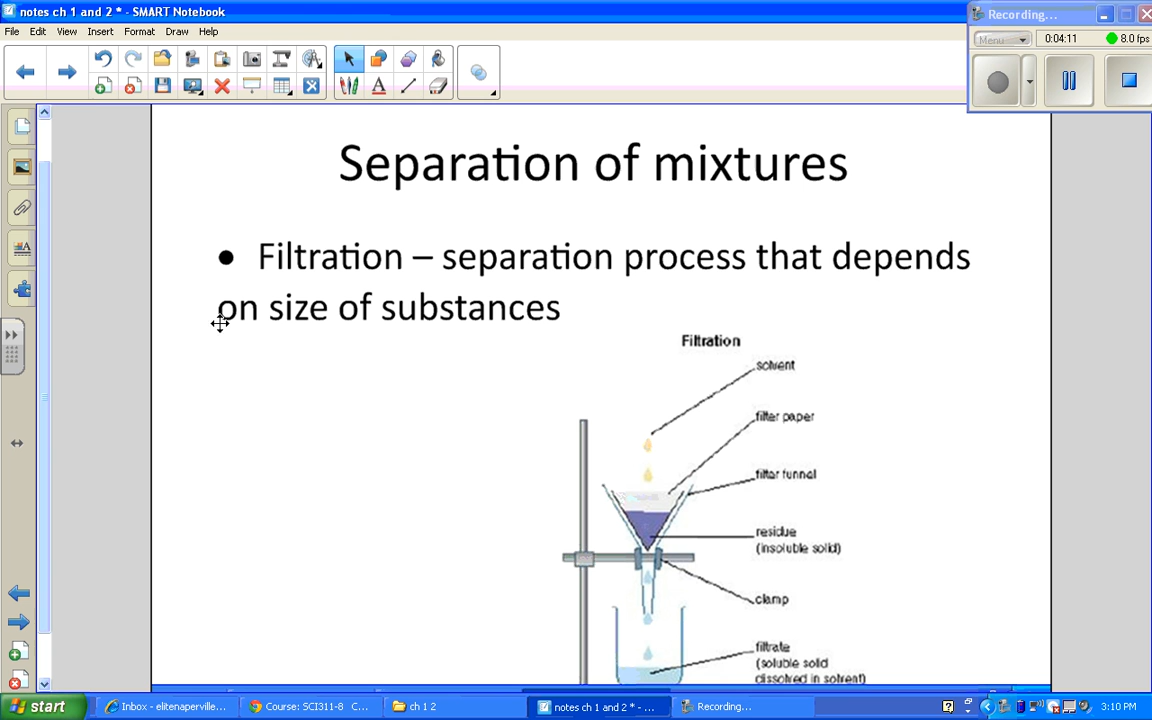 notes ch 1 and 2 * - SMART Notebook
Recording...
File Edit View Insert Format Draw Help
Menu
0:04:11
8.0 fps
Separation of mixtures
• Filtration – separation process that depends
on size of substances
Filtration
solvent
filter paper
filter funnel
residue
(insoluble solid)
clamp
filtrate
(soluble solid
dissolved in solvent)
start
Inbox - elitenaperville...
Course: SCI311-8 C...
ch 1 2
notes ch 1 and 2 * - ...
Recording...
3:10 PM